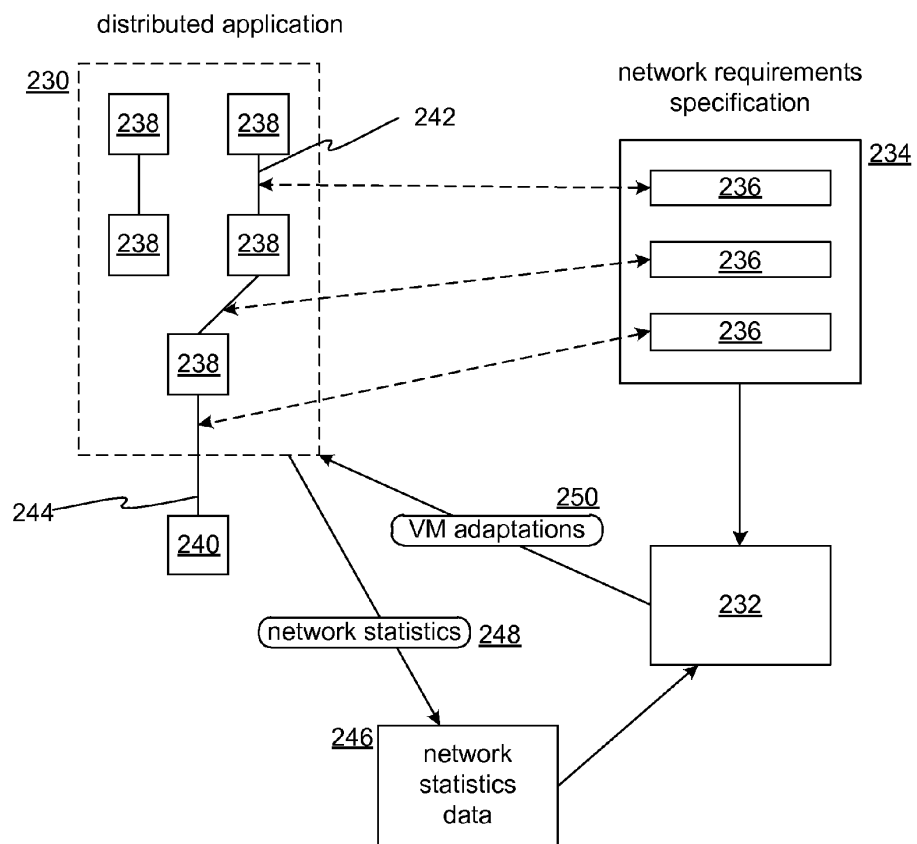 distributed application
230
238
238
242
238
238
238
244
240
network requirements
specification
234
236
236
236
250
VM adaptations
232
network statistics
248
246
network
statistics
data